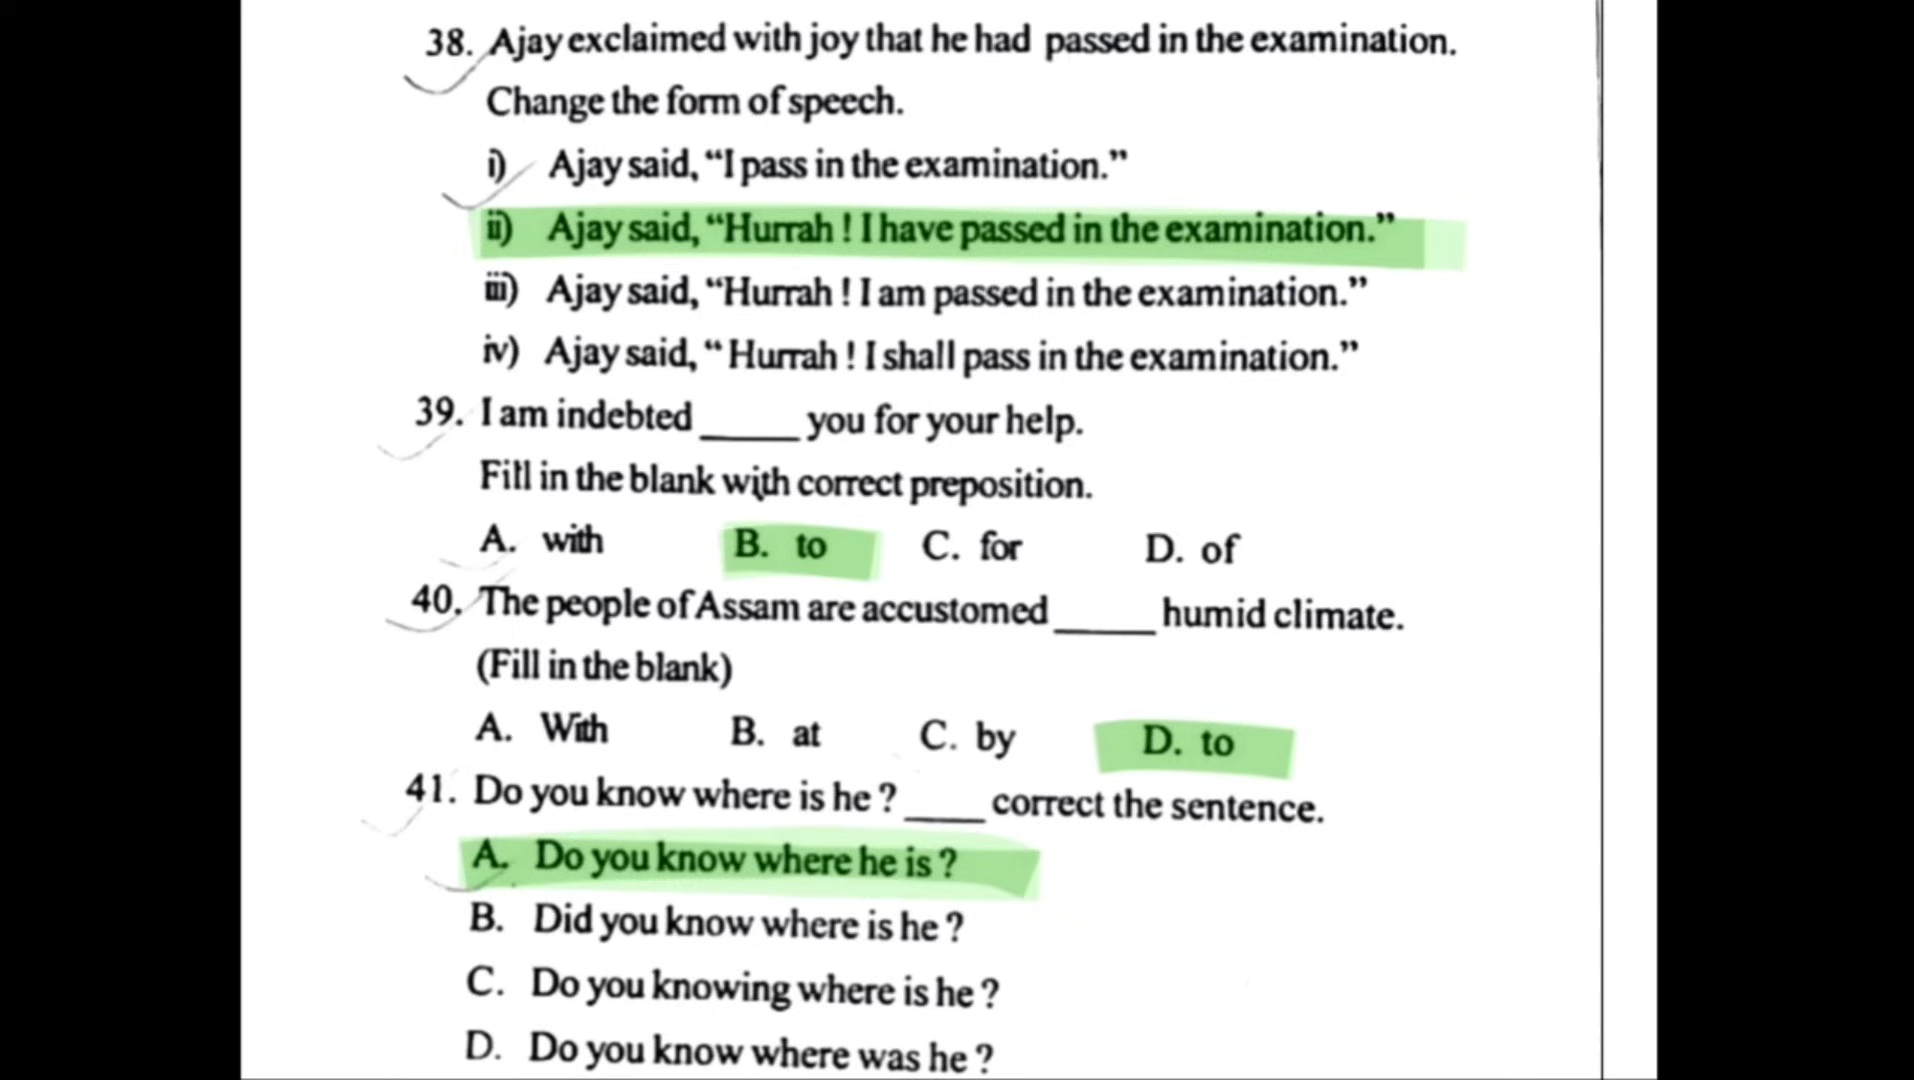 38. Ajay exclaimed with joy that he had passed in the examination.
Change the form of speech.
i) Ajay said, “I pass in the examination.”
ii) Ajay said, “Hurrah ! I have passed in the examination.”
iii) Ajay said, “Hurrah ! I am passed in the examination.”
iv) Ajay said, “ Hurrah ! I shall pass in the examination.”
39. I am indebted _____ you for your help.
Fill in the blank with correct preposition.
A. with B. to C. for D. of
40. The people of Assam are accustomed _____ humid climate.
(Fill in the blank)
A. With B. at C. by D. to
41. Do you know where is he ? ____ correct the sentence.
A. Do you know where he is ?
B. Did you know where is he ?
C. Do you knowing where is he ?
D. Do you know where was he ?